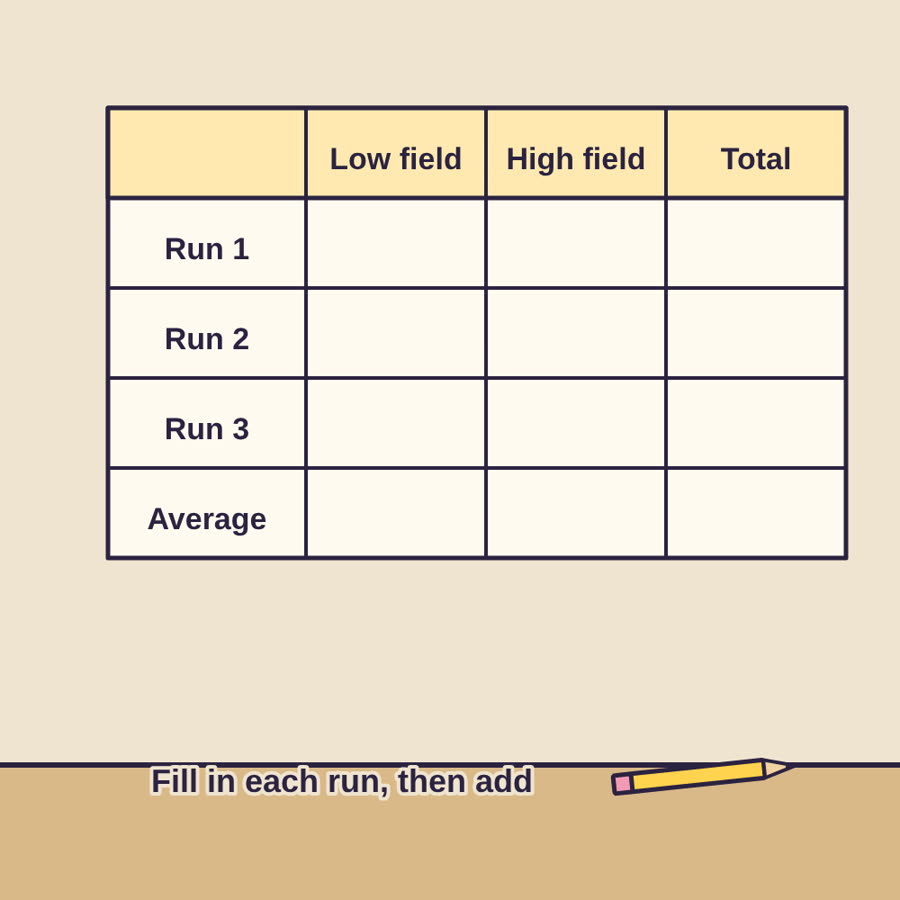 Low field High field Total
Run 1
Run 2
Run 3
Average
Fill in each run, then add